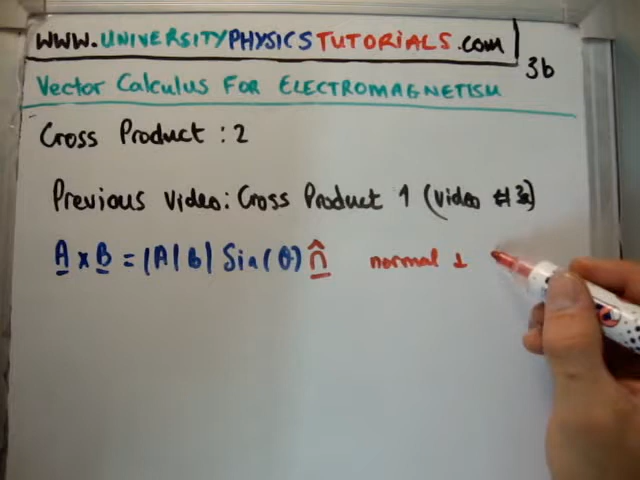 WWW.UNIVERSITYPHYSICSTUTORIALS.com
3b
Vector Calculus FOR ELECTROMAGNETISM
Cross Product : 2
Previous Video: Cross Product 1 (Video #3a)
A x B = |A|b| Sin(θ) n̂ normal ⊥